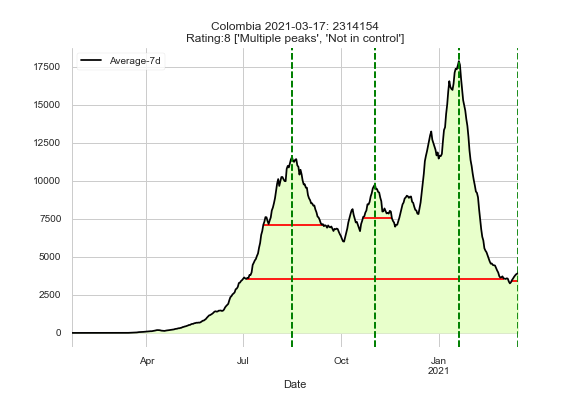 Colombia 2021-03-17: 2314154
Rating:8 ['Multiple peaks', 'Not in control']
Average-7d
17500
15000
12500
10000
7500
5000
2500
0
Apr
Jul
Oct
Jan
2021
Date